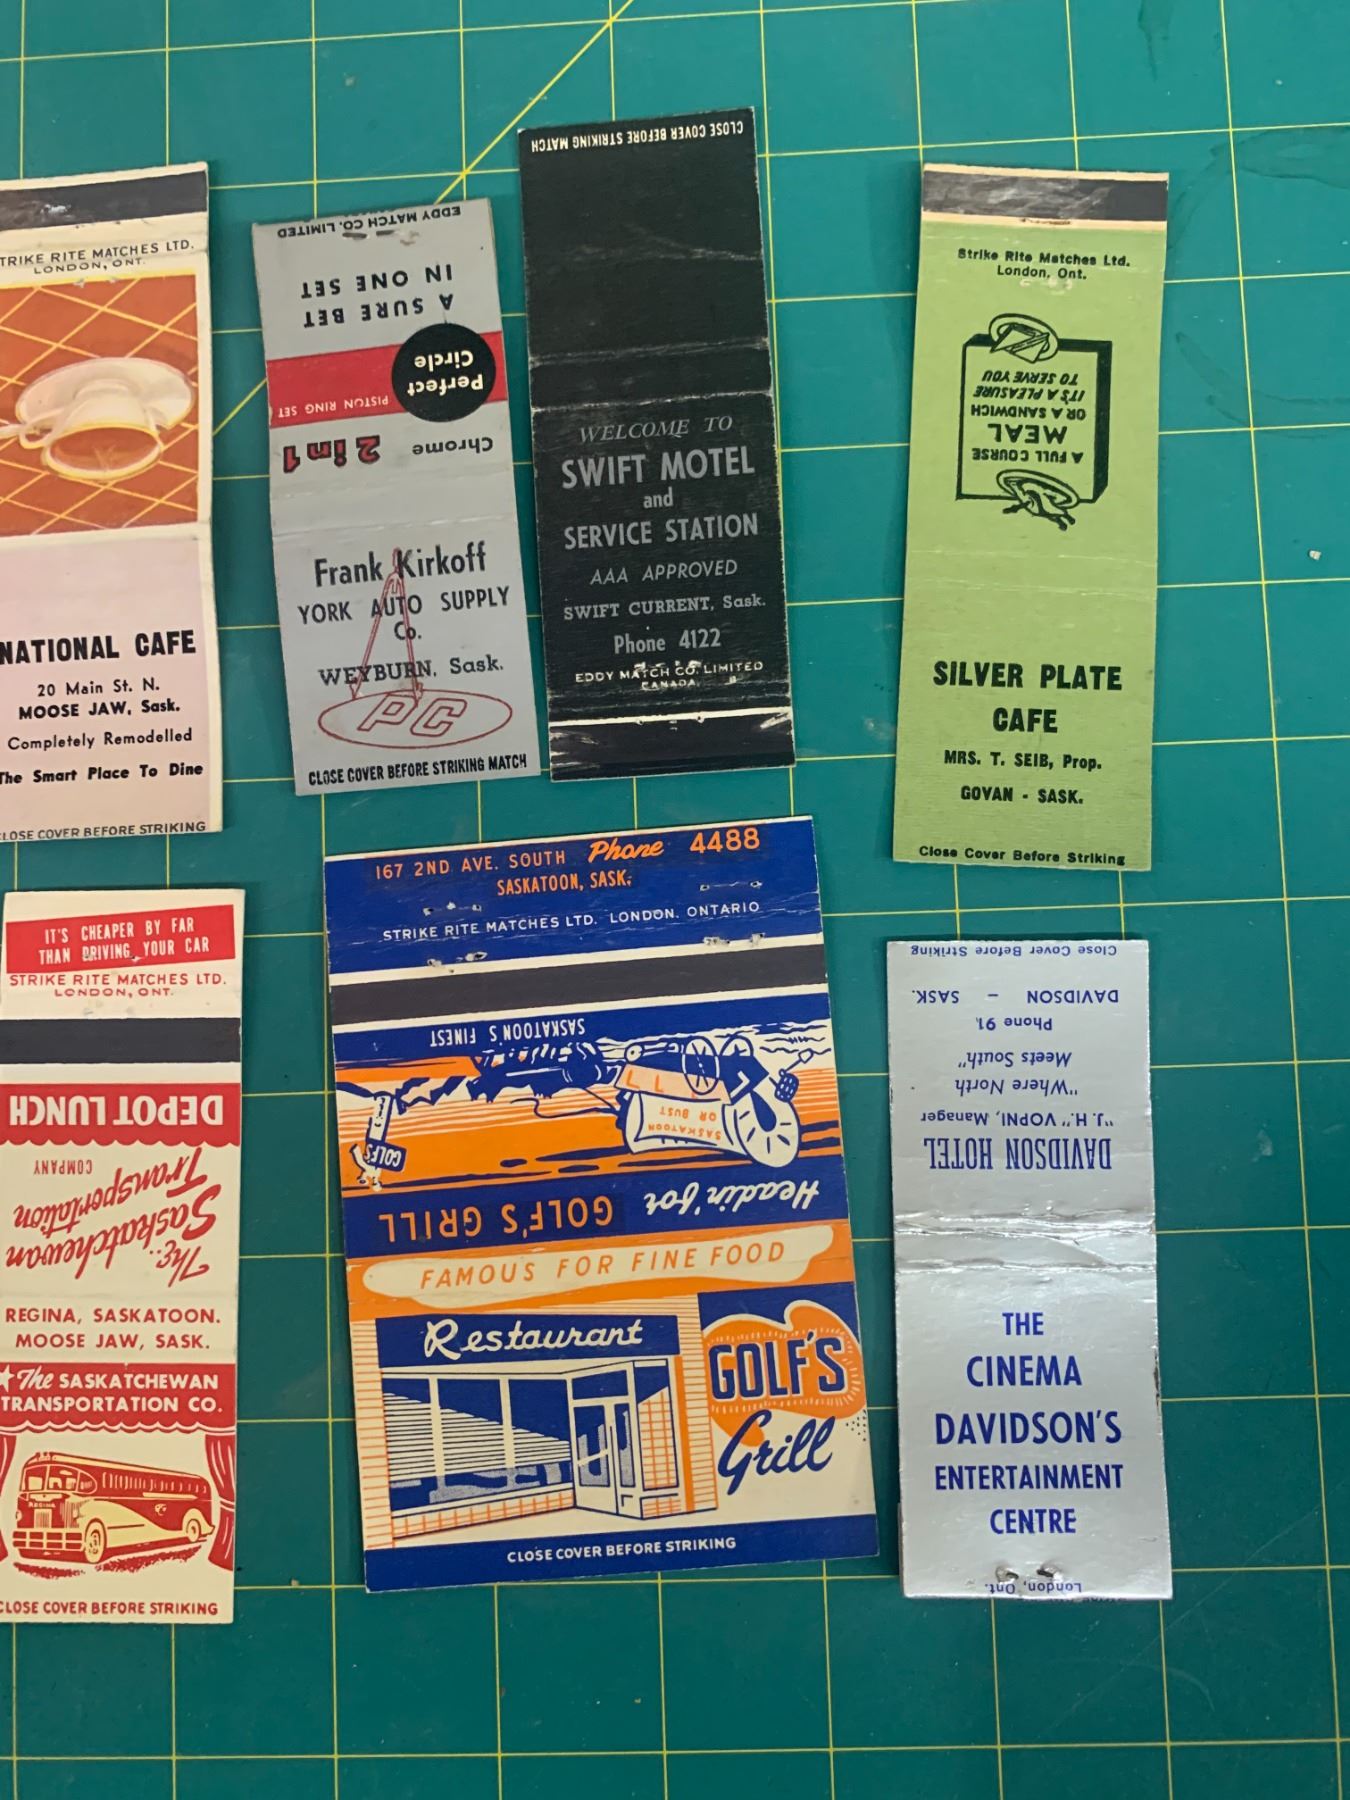 TRIKE RITE MATCHES LTD.
LONDON, ONT.
NATIONAL CAFE
20 Main St. N.
MOOSE JAW, Sask.
Completely Remodelled
The Smart Place To Dine
LOSE COVER BEFORE STRIKING
EDDY MATCH CO. LIMITED
A SURE BET
IN ONE SET
Perfect
Circle
PISTON RING SET
Chrome 2 in 1
Frank Kirkoff
YORK AUTO SUPPLY
Co.
WEYBURN, Sask.
PC
CLOSE COVER BEFORE STRIKING MATCH
CLOSE COVER BEFORE STRIKING MATCH
WELCOME TO
SWIFT MOTEL
and
SERVICE STATION
AAA APPROVED
SWIFT CURRENT, Sask.
Phone 4122
EDDY MATCH CO. LIMITED
CANADA
Strike Rite Matches Ltd.
London, Ont.
A FULL COURSE
MEAL
OR A SANDWICH
IT'S A PLEASURE
TO SERVE YOU
SILVER PLATE
CAFE
MRS. T. SEIB, Prop.
GOVAN - SASK.
Close Cover Before Striking
IT'S CHEAPER BY FAR
THAN DRIVING YOUR CAR
STRIKE RITE MATCHES LTD.
LONDON, ONT.
The..
Saskatchewan
Transportation
COMPANY
DEPOT LUNCH
REGINA, SASKATOON.
MOOSE JAW, SASK.
The SASKATCHEWAN
TRANSPORTATION CO.
REGINA
CLOSE COVER BEFORE STRIKING
167 2ND AVE. SOUTH Phone 4488
SASKATOON, SASK.
STRIKE RITE MATCHES LTD. LONDON. ONTARIO
Headin' for GOLF'S GRILL
SASKATOON
OR BUST
GOLF'S
SASKATOON'S FINEST
FAMOUS FOR FINE FOOD
Restaurant
GOLF'S
Grill
CLOSE COVER BEFORE STRIKING
DAVIDSON HOTEL
"J. H." VOPNI, Manager
"Where North
Meets South"
Phone 91
DAVIDSON - SASK.
Close Cover Before Striking
THE
CINEMA
DAVIDSON'S
ENTERTAINMENT
CENTRE
London, Ont.